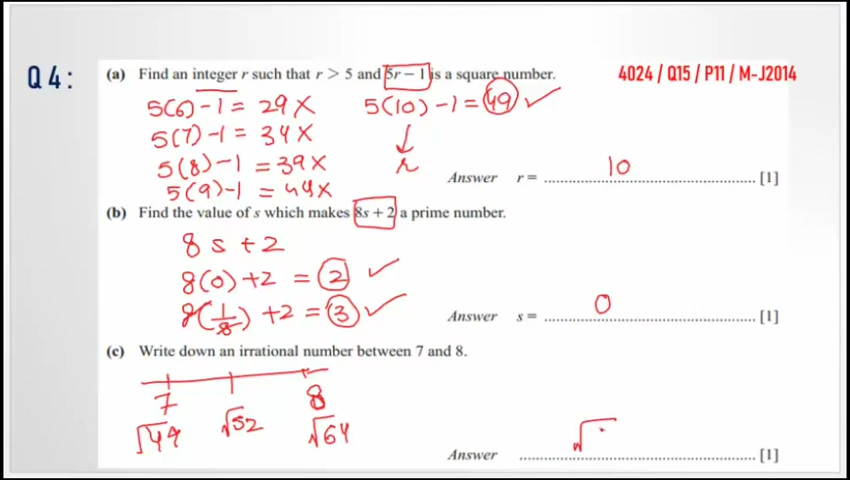 Q 4 :
(a) Find an integer r such that r > 5 and 5r − 1 is a square number.
4024 / Q15 / P11 / M-J2014
5(6) -1 = 29 X 5(10) -1 = 49 ✓
5(7) -1 = 34 X
5(8) -1 = 39 X
r
5(9) -1 = 44 X
Answer r = 10 [1]
(b) Find the value of s which makes 8s + 2 a prime number.
8 s + 2
8(0) +2 = 2 ✓
8(1/8) +2 = 3 ✓
Answer s = 0 [1]
(c) Write down an irrational number between 7 and 8.
7 8
√49 √52 √64
Answer √ [1]